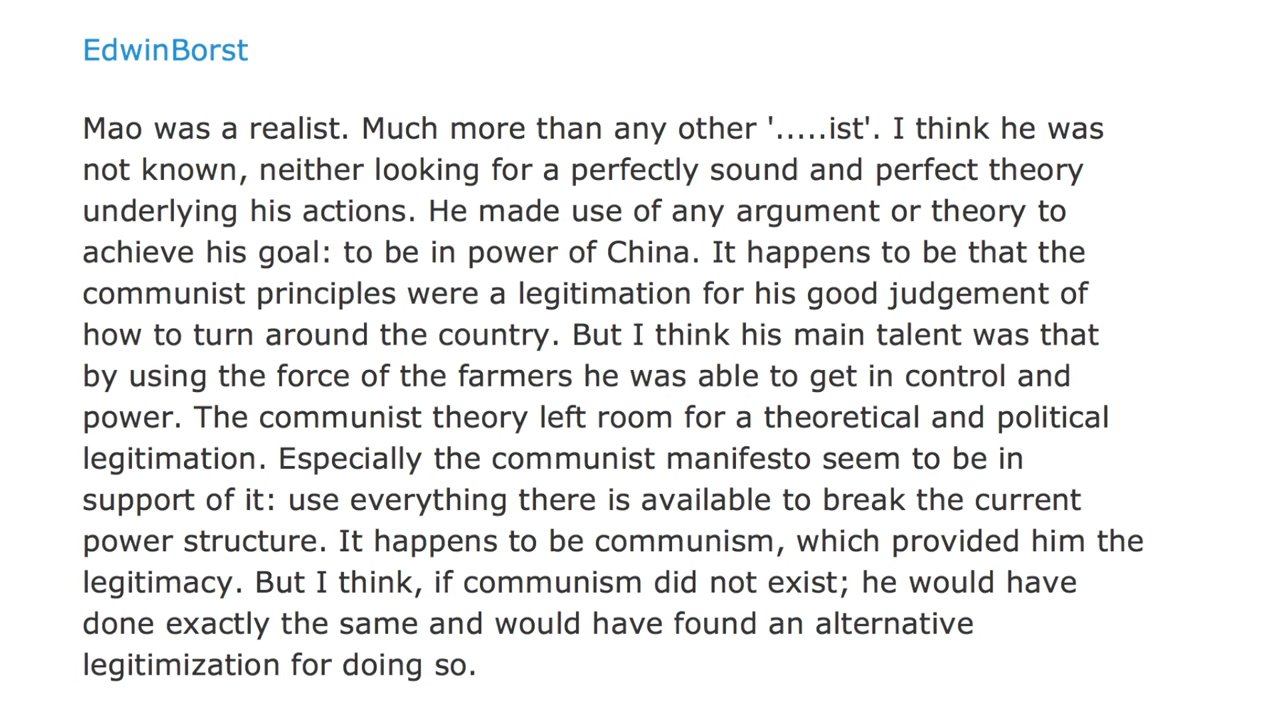 EdwinBorst
Mao was a realist. Much more than any other '.....ist'. I think he was
not known, neither looking for a perfectly sound and perfect theory
underlying his actions. He made use of any argument or theory to
achieve his goal: to be in power of China. It happens to be that the
communist principles were a legitimation for his good judgement of
how to turn around the country. But I think his main talent was that
by using the force of the farmers he was able to get in control and
power. The communist theory left room for a theoretical and political
legitimation. Especially the communist manifesto seem to be in
support of it: use everything there is available to break the current
power structure. It happens to be communism, which provided him the
legitimacy. But I think, if communism did not exist; he would have
done exactly the same and would have found an alternative
legitimization for doing so.